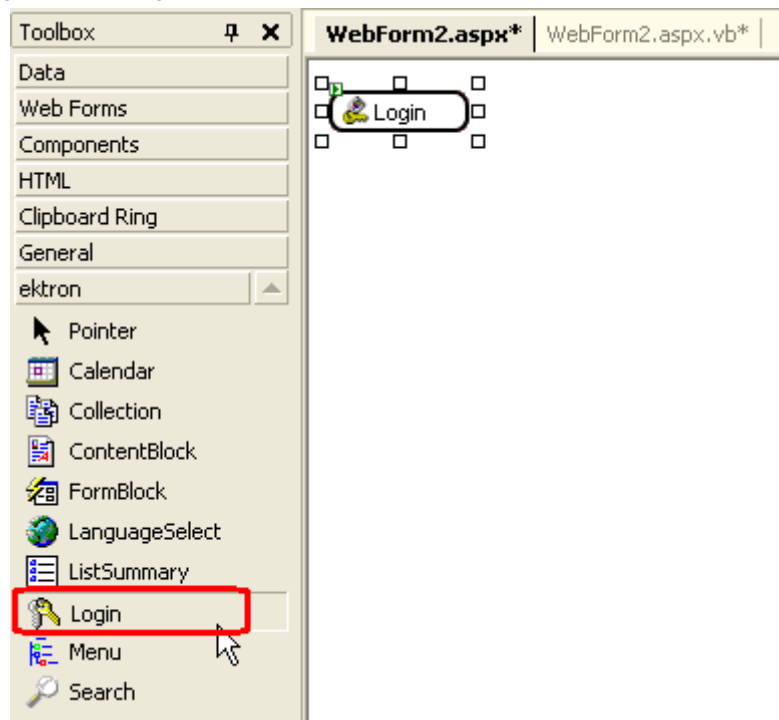 Toolbox
WebForm2.aspx* WebForm2.aspx.vb*
Data
Web Forms
Components
HTML
Clipboard Ring
General
ektron
Pointer
Calendar
Collection
ContentBlock
FormBlock
LanguageSelect
ListSummary
Login
Menu
Search
Login